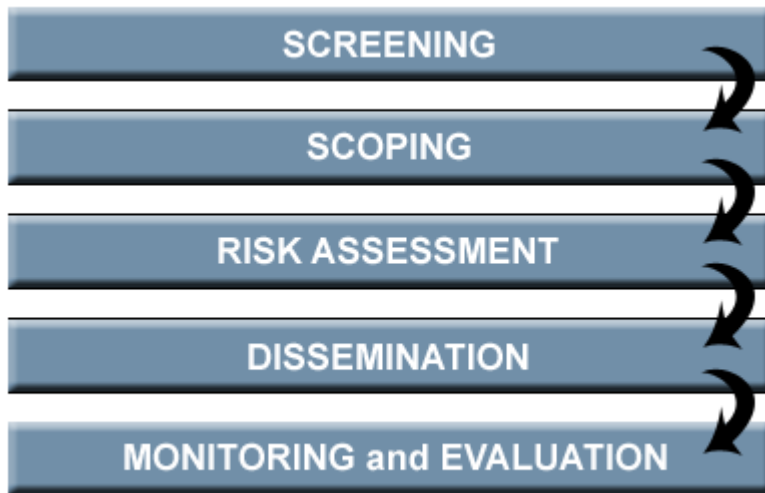 SCREENING
SCOPING
RISK ASSESSMENT
DISSEMINATION
MONITORING and EVALUATION